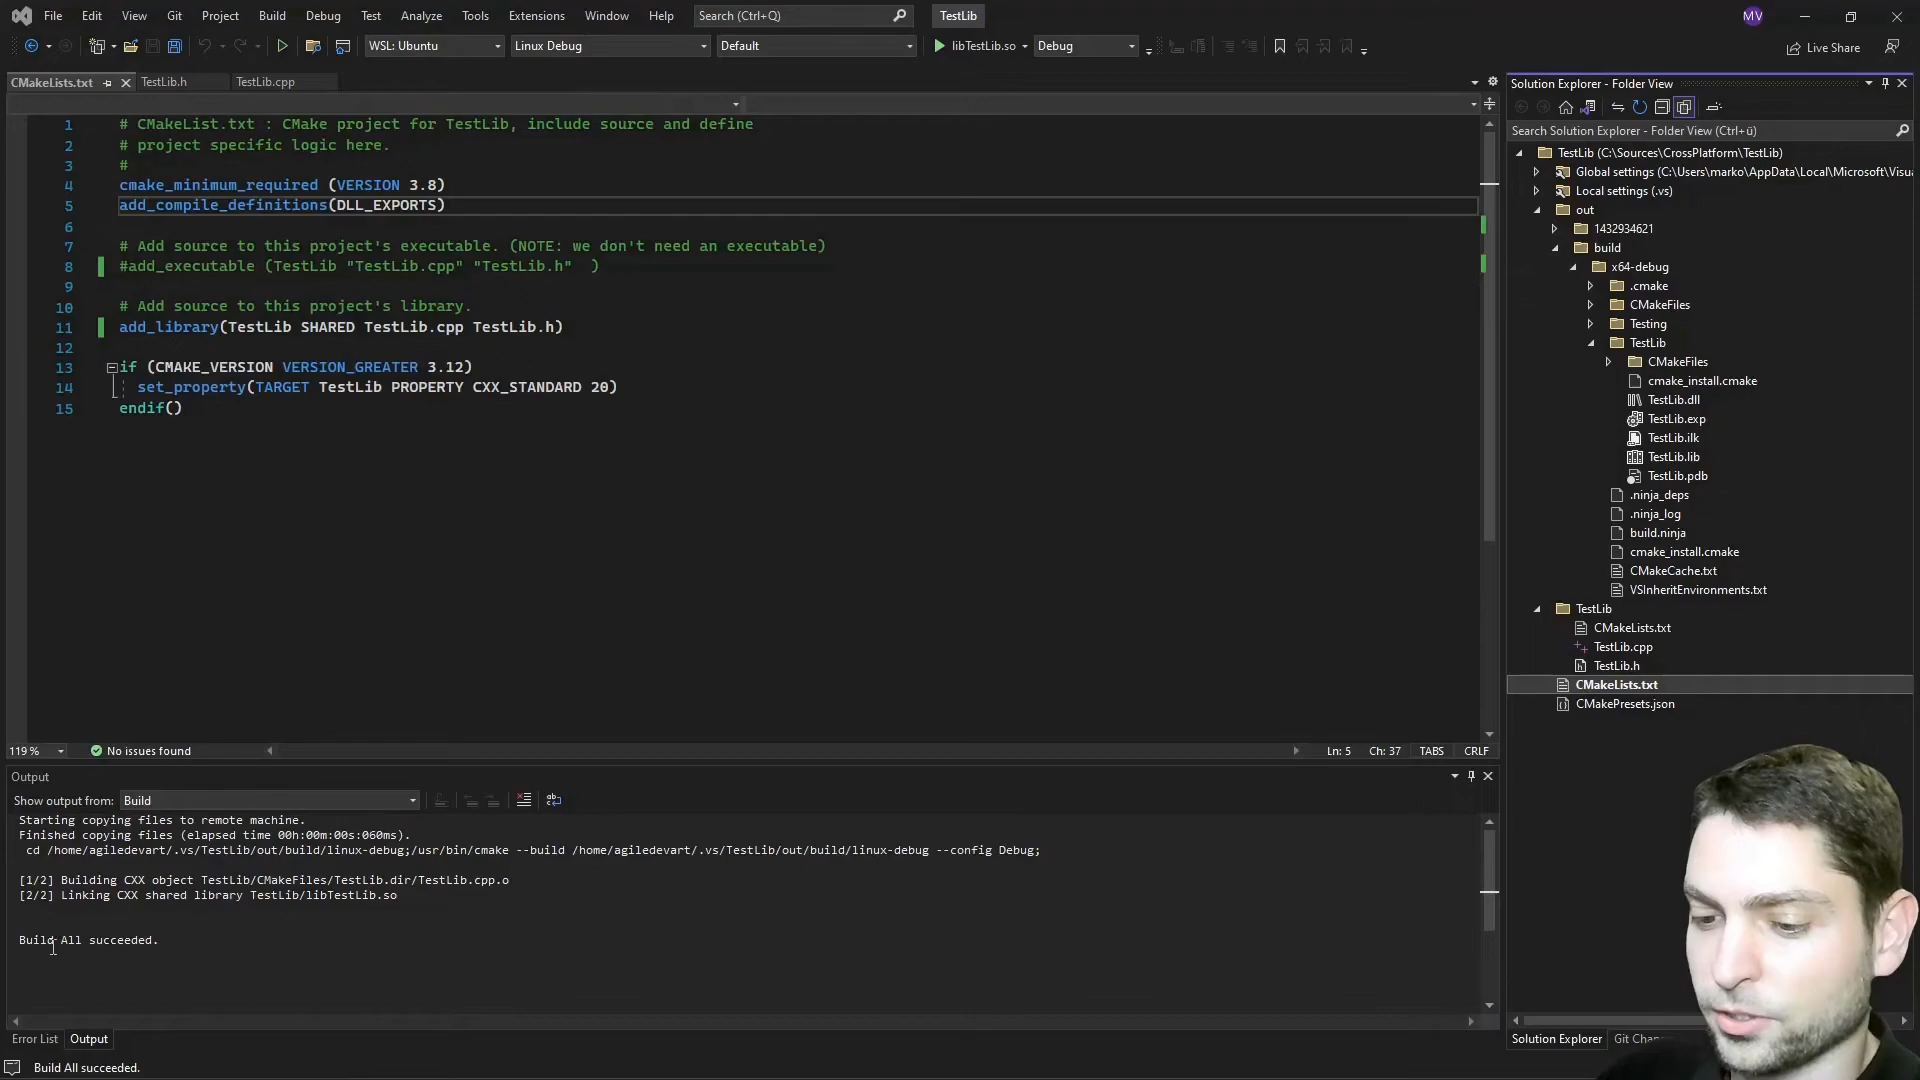 File Edit View Git Project Build Debug Test Analyze Tools Extensions Window Help Search (Ctrl+Q) TestLib MV
WSL: Ubuntu Linux Debug Default libTestLib.so Debug Live Share
CMakeLists.txt TestLib.h TestLib.cpp
1 # CMakeList.txt : CMake project for TestLib, include source and define
2 # project specific logic here.
3 #
4 cmake_minimum_required (VERSION 3.8)
5 add_compile_definitions(DLL_EXPORTS)
6
7 # Add source to this project's executable. (NOTE: we don't need an executable)
8 #add_executable (TestLib "TestLib.cpp" "TestLib.h"  )
9
10 # Add source to this project's library.
11 add_library(TestLib SHARED TestLib.cpp TestLib.h)
12
13 if (CMAKE_VERSION VERSION_GREATER 3.12)
14 set_property(TARGET TestLib PROPERTY CXX_STANDARD 20)
15 endif()
119 % No issues found Ln: 5 Ch: 37 TABS CRLF
Output
Show output from: Build
Starting copying files to remote machine.
Finished copying files (elapsed time 00h:00m:00s:060ms).
cd /home/agiledevart/.vs/TestLib/out/build/linux-debug;/usr/bin/cmake --build /home/agiledevart/.vs/TestLib/out/build/linux-debug --config Debug;
[1/2] Building CXX object TestLib/CMakeFiles/TestLib.dir/TestLib.cpp.o
[2/2] Linking CXX shared library TestLib/libTestLib.so
Build All succeeded.
Error List Output
Build All succeeded.
Solution Explorer - Folder View
Search Solution Explorer - Folder View (Ctrl+ü)
TestLib (C:\Sources\CrossPlatform\TestLib)
Global settings (C:\Users\marko\AppData\Local\Microsoft\Visua
Local settings (.vs)
out
1432934621
build
x64-debug
.cmake
CMakeFiles
Testing
TestLib
CMakeFiles
cmake_install.cmake
TestLib.dll
TestLib.exp
TestLib.ilk
TestLib.lib
TestLib.pdb
.ninja_deps
.ninja_log
build.ninja
cmake_install.cmake
CMakeCache.txt
VSInheritEnvironments.txt
TestLib
CMakeLists.txt
TestLib.cpp
TestLib.h
CMakeLists.txt
CMakePresets.json
Solution Explorer Git Chan